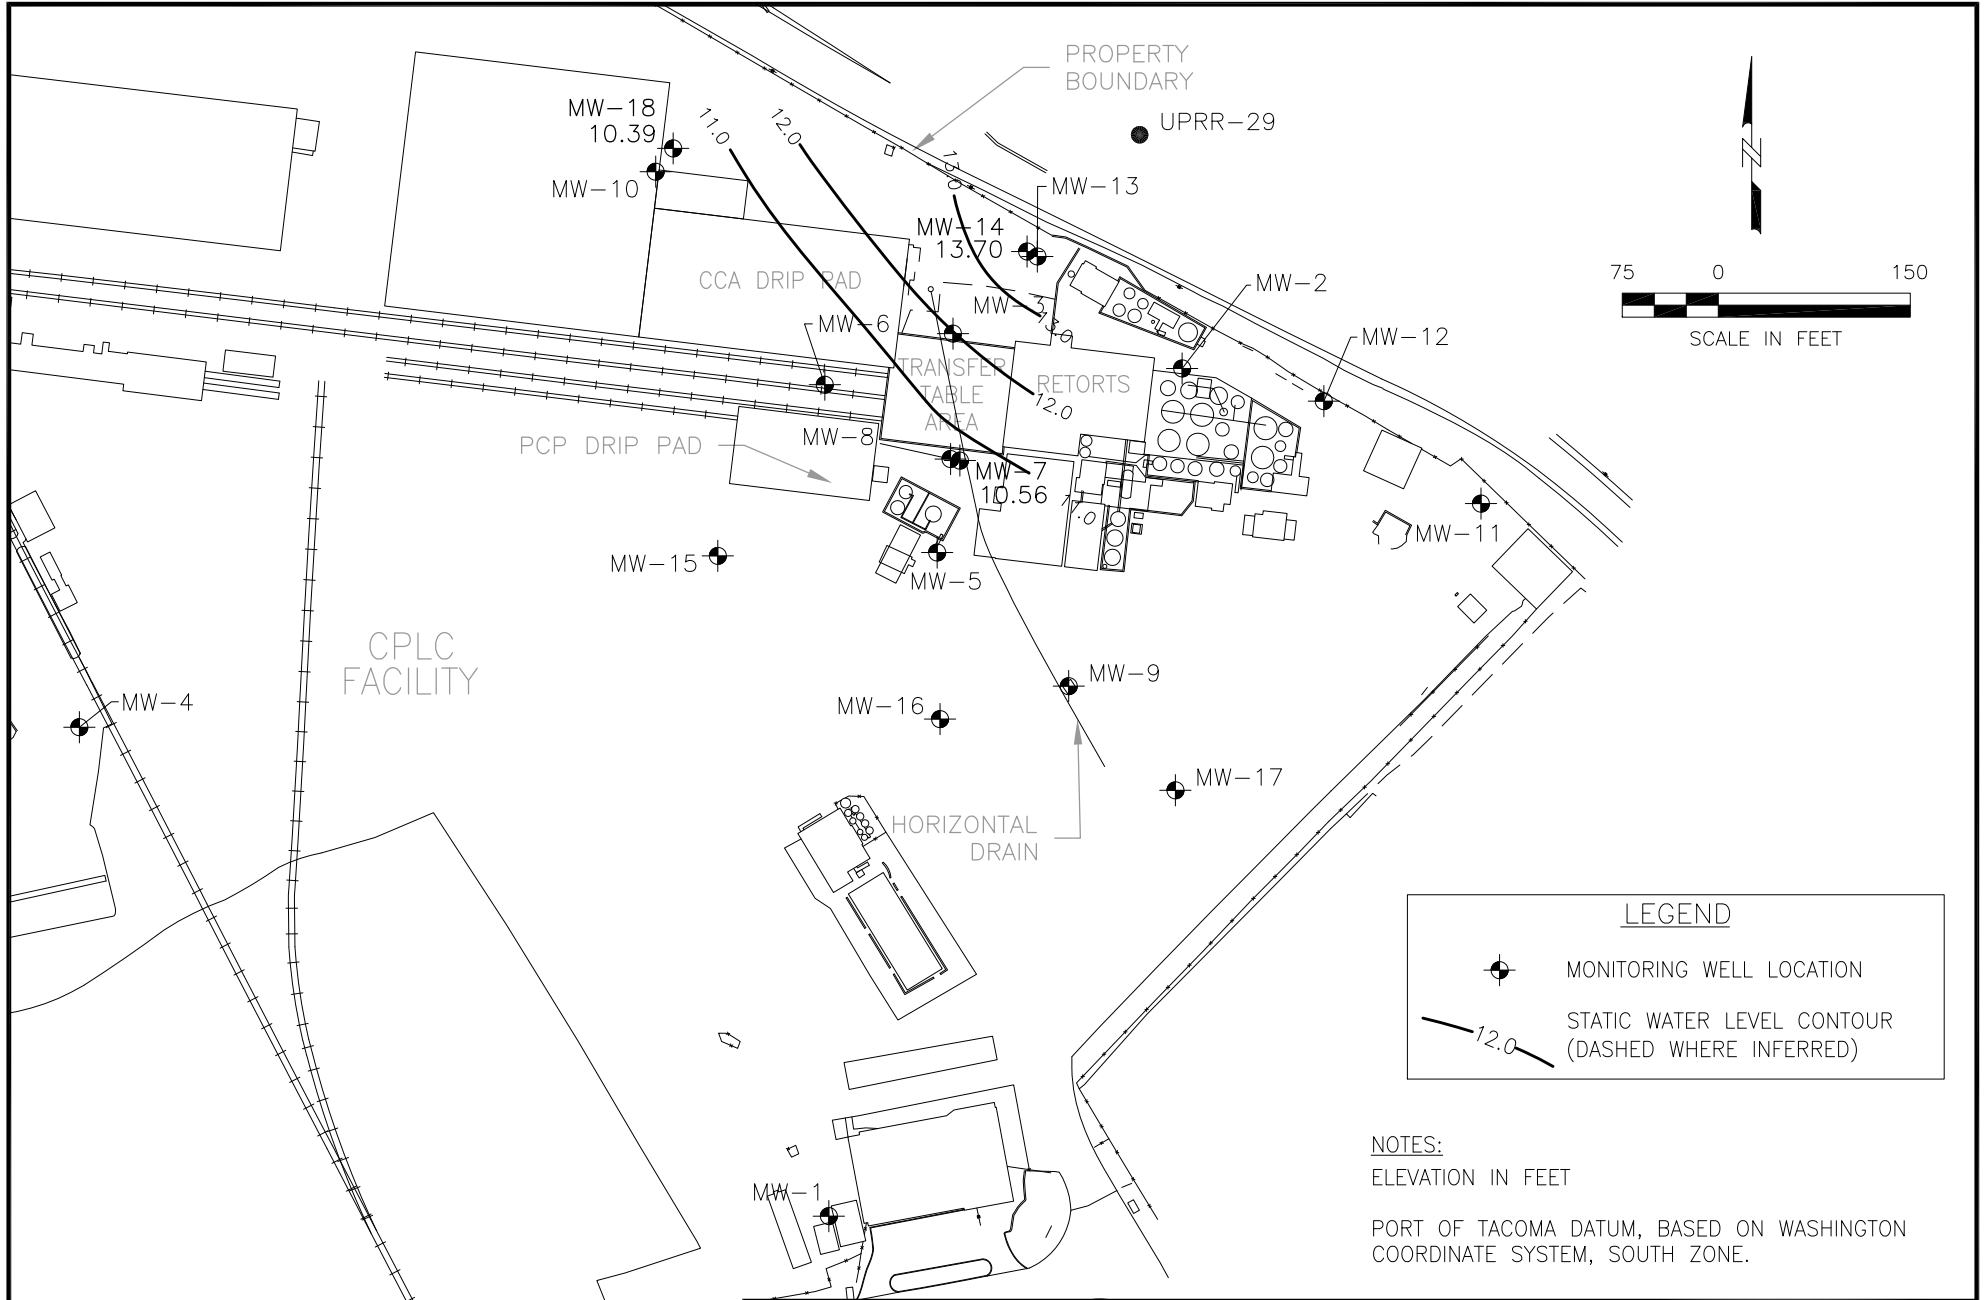 PROPERTY
BOUNDARY
UPRR-29
MW-18
10.39
11.0
12.0
13.0
MW-10
MW-13
MW-14
13.70
MW-2
75 0 150
SCALE IN FEET
CCA DRIP PAD
MW-3
13.0
MW-6
MW-12
TRANSFER
TABLE
AREA
RETORTS
12.0
MW-8
PCP DRIP PAD
MW-7
10.56
11.0
MW-11
MW-15
MW-5
CPLC
FACILITY
MW-9
MW-4
MW-16
MW-17
HORIZONTAL
DRAIN
LEGEND
MONITORING WELL LOCATION
12.0
STATIC WATER LEVEL CONTOUR
(DASHED WHERE INFERRED)
NOTES:
ELEVATION IN FEET
PORT OF TACOMA DATUM, BASED ON WASHINGTON
COORDINATE SYSTEM, SOUTH ZONE.
MW-1
N